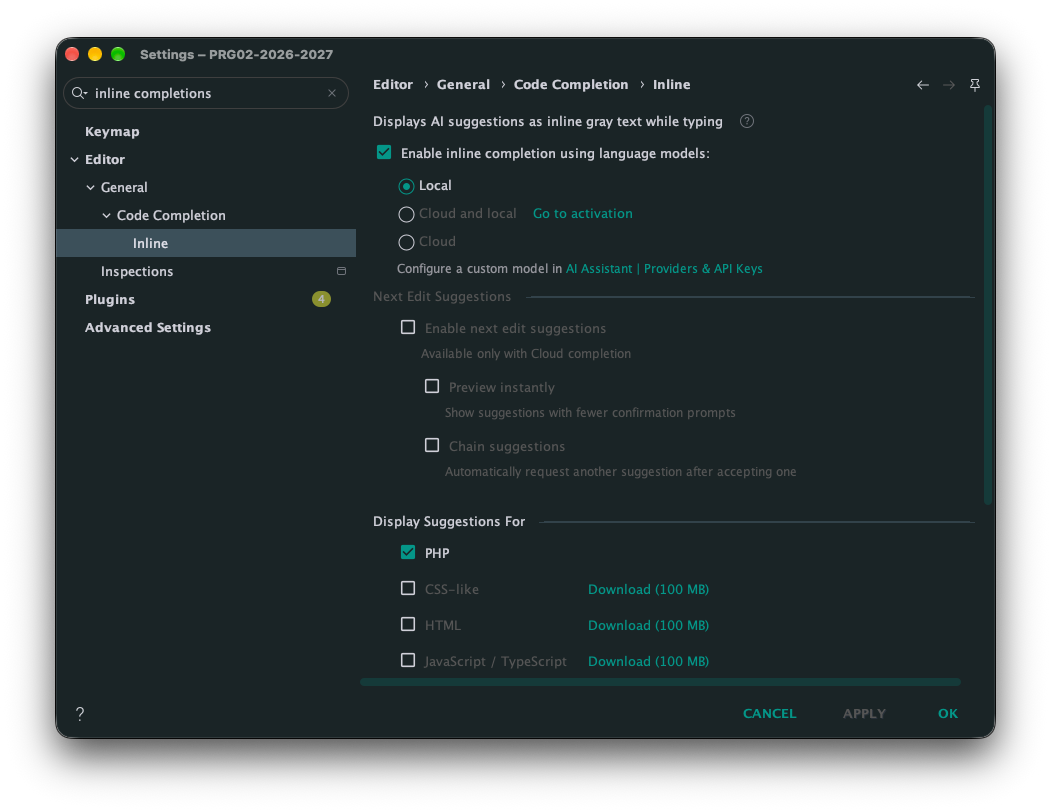 Settings – PRG02-2026-2027
inline completions
Keymap
Editor
General
Code Completion
Inline
Inspections
Plugins 4
Advanced Settings
Editor › General › Code Completion › Inline
Displays AI suggestions as inline gray text while typing ?
Enable inline completion using language models:
Local
Cloud and local Go to activation
Cloud
Configure a custom model in AI Assistant | Providers & API Keys
Next Edit Suggestions
Enable next edit suggestions
Available only with Cloud completion
Preview instantly
Show suggestions with fewer confirmation prompts
Chain suggestions
Automatically request another suggestion after accepting one
Display Suggestions For
PHP
CSS-like Download (100 MB)
HTML Download (100 MB)
JavaScript / TypeScript Download (100 MB)
? CANCEL APPLY OK